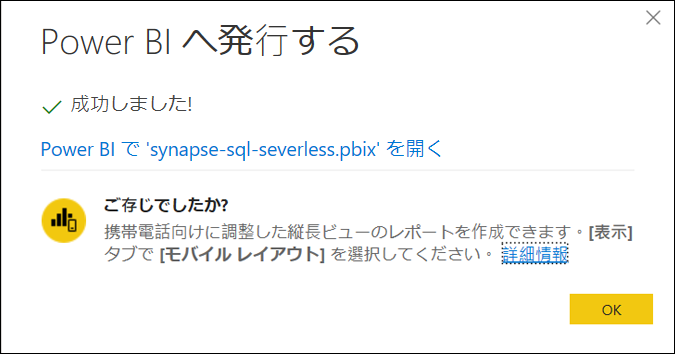 Power BI へ発行する
成功しました!
Power BI で 'synapse-sql-severless.pbix' を開く
ご存じでしたか?
携帯電話向けに調整した縦長ビューのレポートを作成できます。[表示]
タブで [モバイル レイアウト] を選択してください。 詳細情報
OK